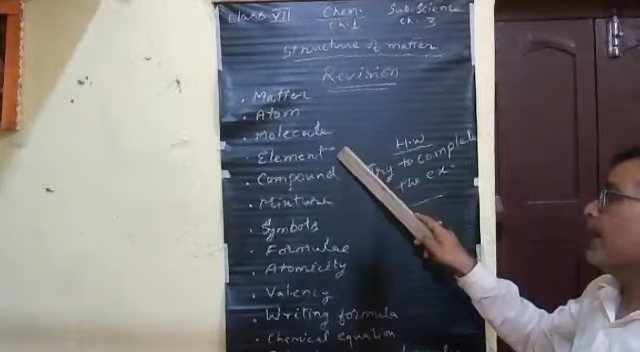 Class VII Chem: Sub. Science
Ch. 1 Ch. 3
Structure of matter
Revision
. Matter
. Atom
. Molecule
. Element
. Compound
. Mixture
. Symbols
. Formulae
. Atomicity
. Valency
. Writing formula
. Chemical equation
H.W
Try to complete
the ex.